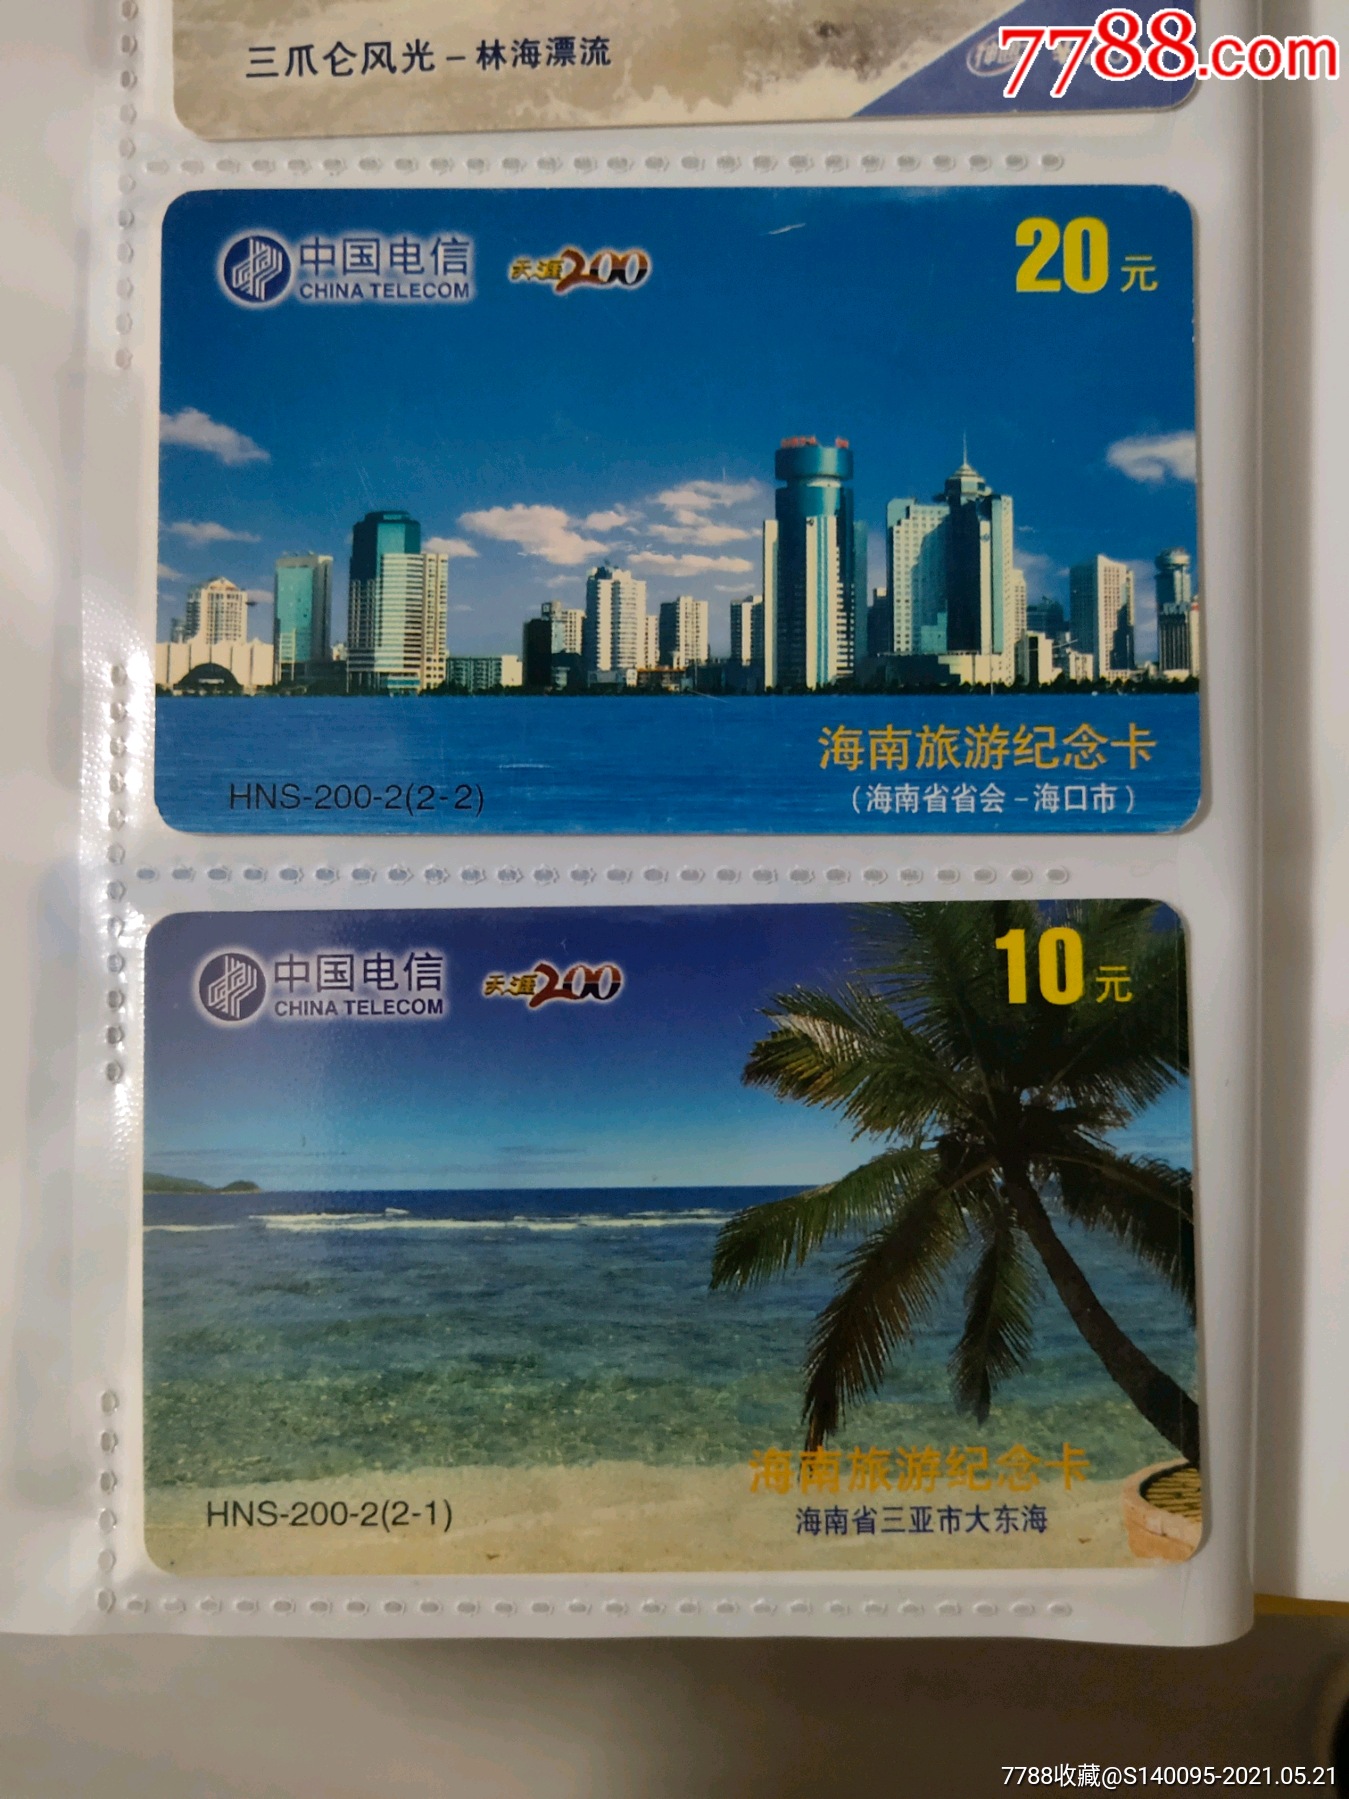 7788.com
三爪仑风光－林海漂流
中国电信
CHINA TELECOM
天涯200
20元
海南旅游纪念卡
HNS-200-2(2-2)
（海南省省会－海口市）
中国电信
CHINA TELECOM
天涯200
10元
海南旅游纪念卡
HNS-200-2(2-1)
海南省三亚市大东海
7788收藏@S140095-2021.05.21